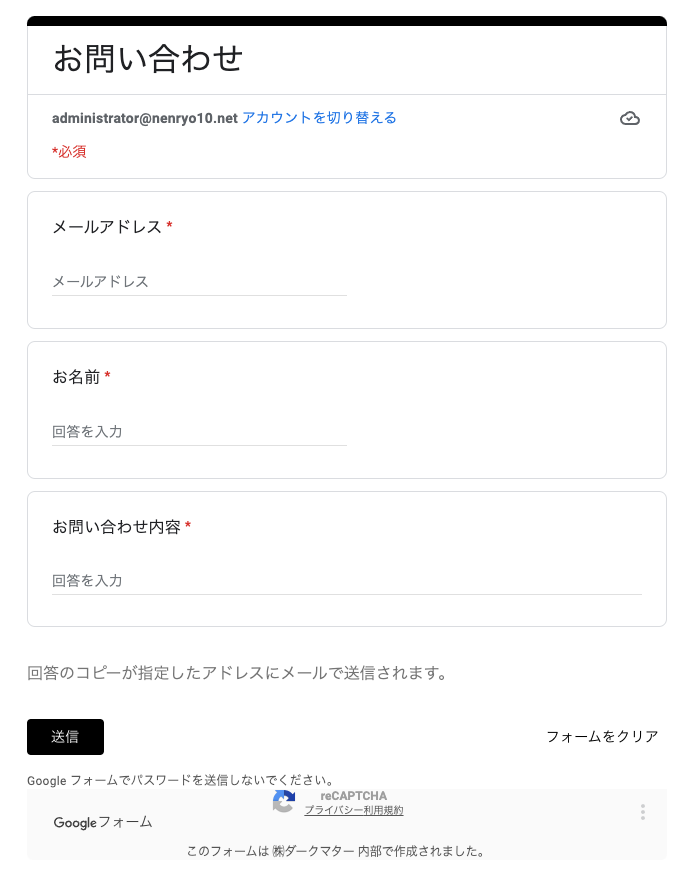 お問い合わせ
administrator@nenryo10.net アカウントを切り替える
*必須
メールアドレス *
メールアドレス
お名前 *
回答を入力
お問い合わせ内容 *
回答を入力
回答のコピーが指定したアドレスにメールで送信されます。
送信 フォームをクリア
Google フォームでパスワードを送信しないでください。
reCAPTCHA
プライバシー利用規約
Google フォーム
このフォームは ㈱ダークマター 内部で作成されました。